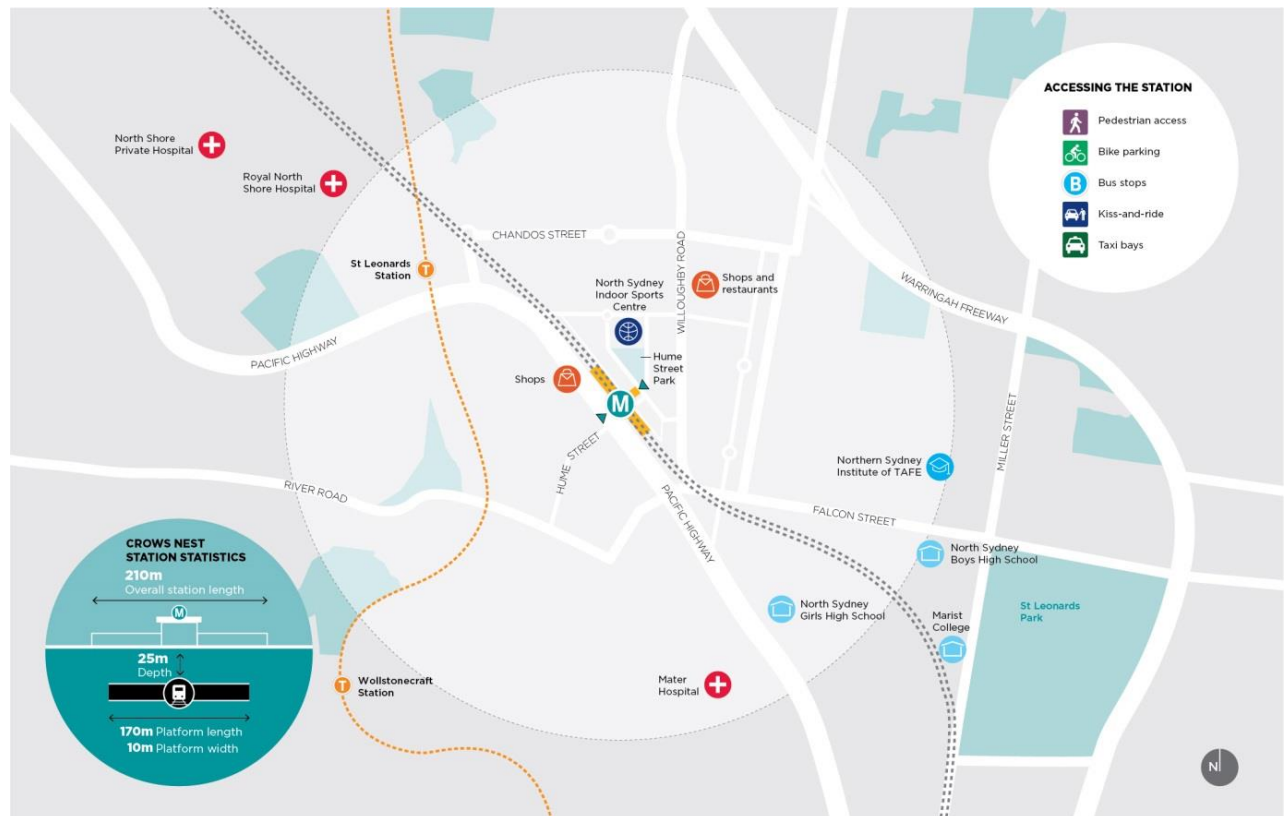 North Shore
Private Hospital
Royal North
Shore Hospital
St Leonards
Station
T
CHANDOS STREET
North Sydney
Indoor Sports
Centre
WILLOUGHBY ROAD
Shops and
restaurants
WARRINGAH FREEWAY
PACIFIC HIGHWAY
Shops
Hume
Street
Park
M
HUME STREET
RIVER ROAD
PACIFIC HIGHWAY
MILLER STREET
Northern Sydney
Institute of TAFE
FALCON STREET
North Sydney
Boys High School
North Sydney
Girls High School
Marist
College
St Leonards
Park
Mater
Hospital
T
Wollstonecraft
Station
ACCESSING THE STATION
Pedestrian access
Bike parking
B Bus stops
Kiss-and-ride
Taxi bays
CROWS NEST
STATION STATISTICS
210m
Overall station length
M
25m
Depth
170m Platform length
10m Platform width
N